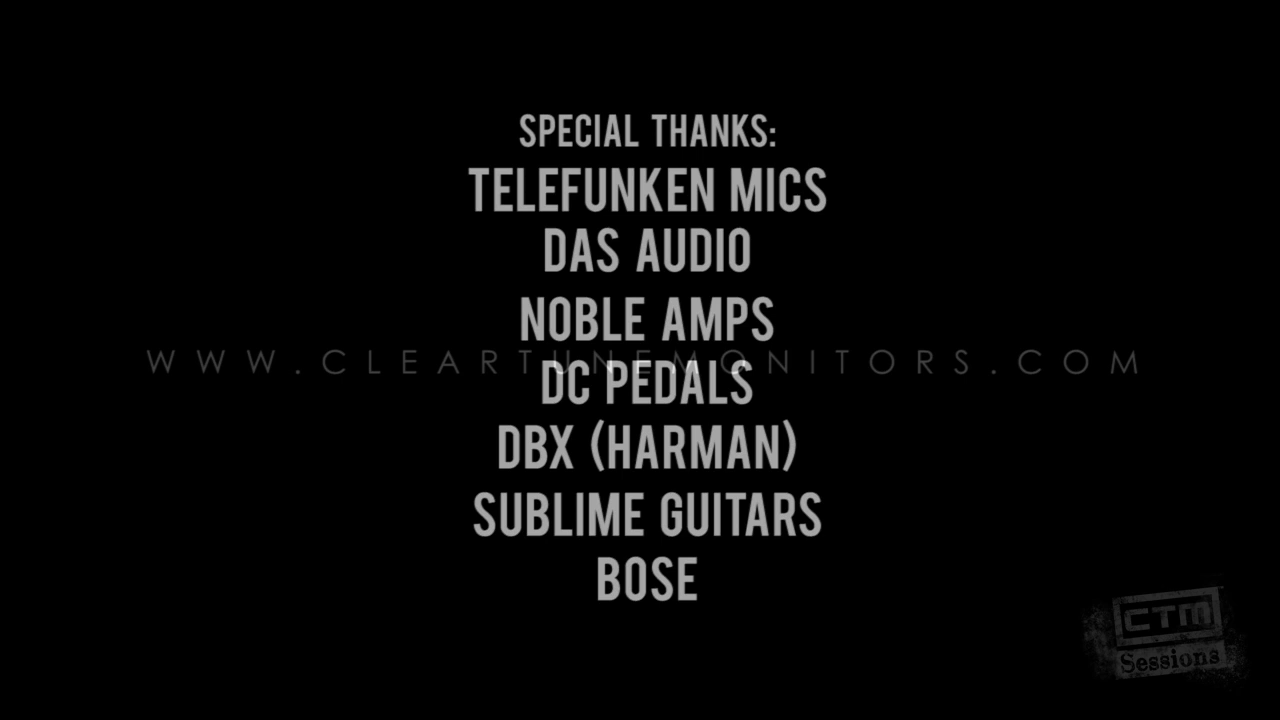 SPECIAL THANKS:
TELEFUNKEN MICS
DAS AUDIO
NOBLE AMPS
WWW.CLEARTUNEMONITORS.COM
DC PEDALS
DBX (HARMAN)
SUBLIME GUITARS
BOSE
CTM
Sessions